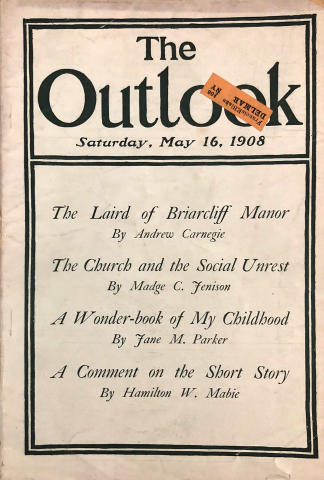 The
Outlook
DELMAR
NY
Saturday, May 16, 1908
The Laird of Briarcliff Manor
By Andrew Carnegie
The Church and the Social Unrest
By Madge C. Jenison
A Wonder-book of My Childhood
By Jane M. Parker
A Comment on the Short Story
By Hamilton W. Mabie